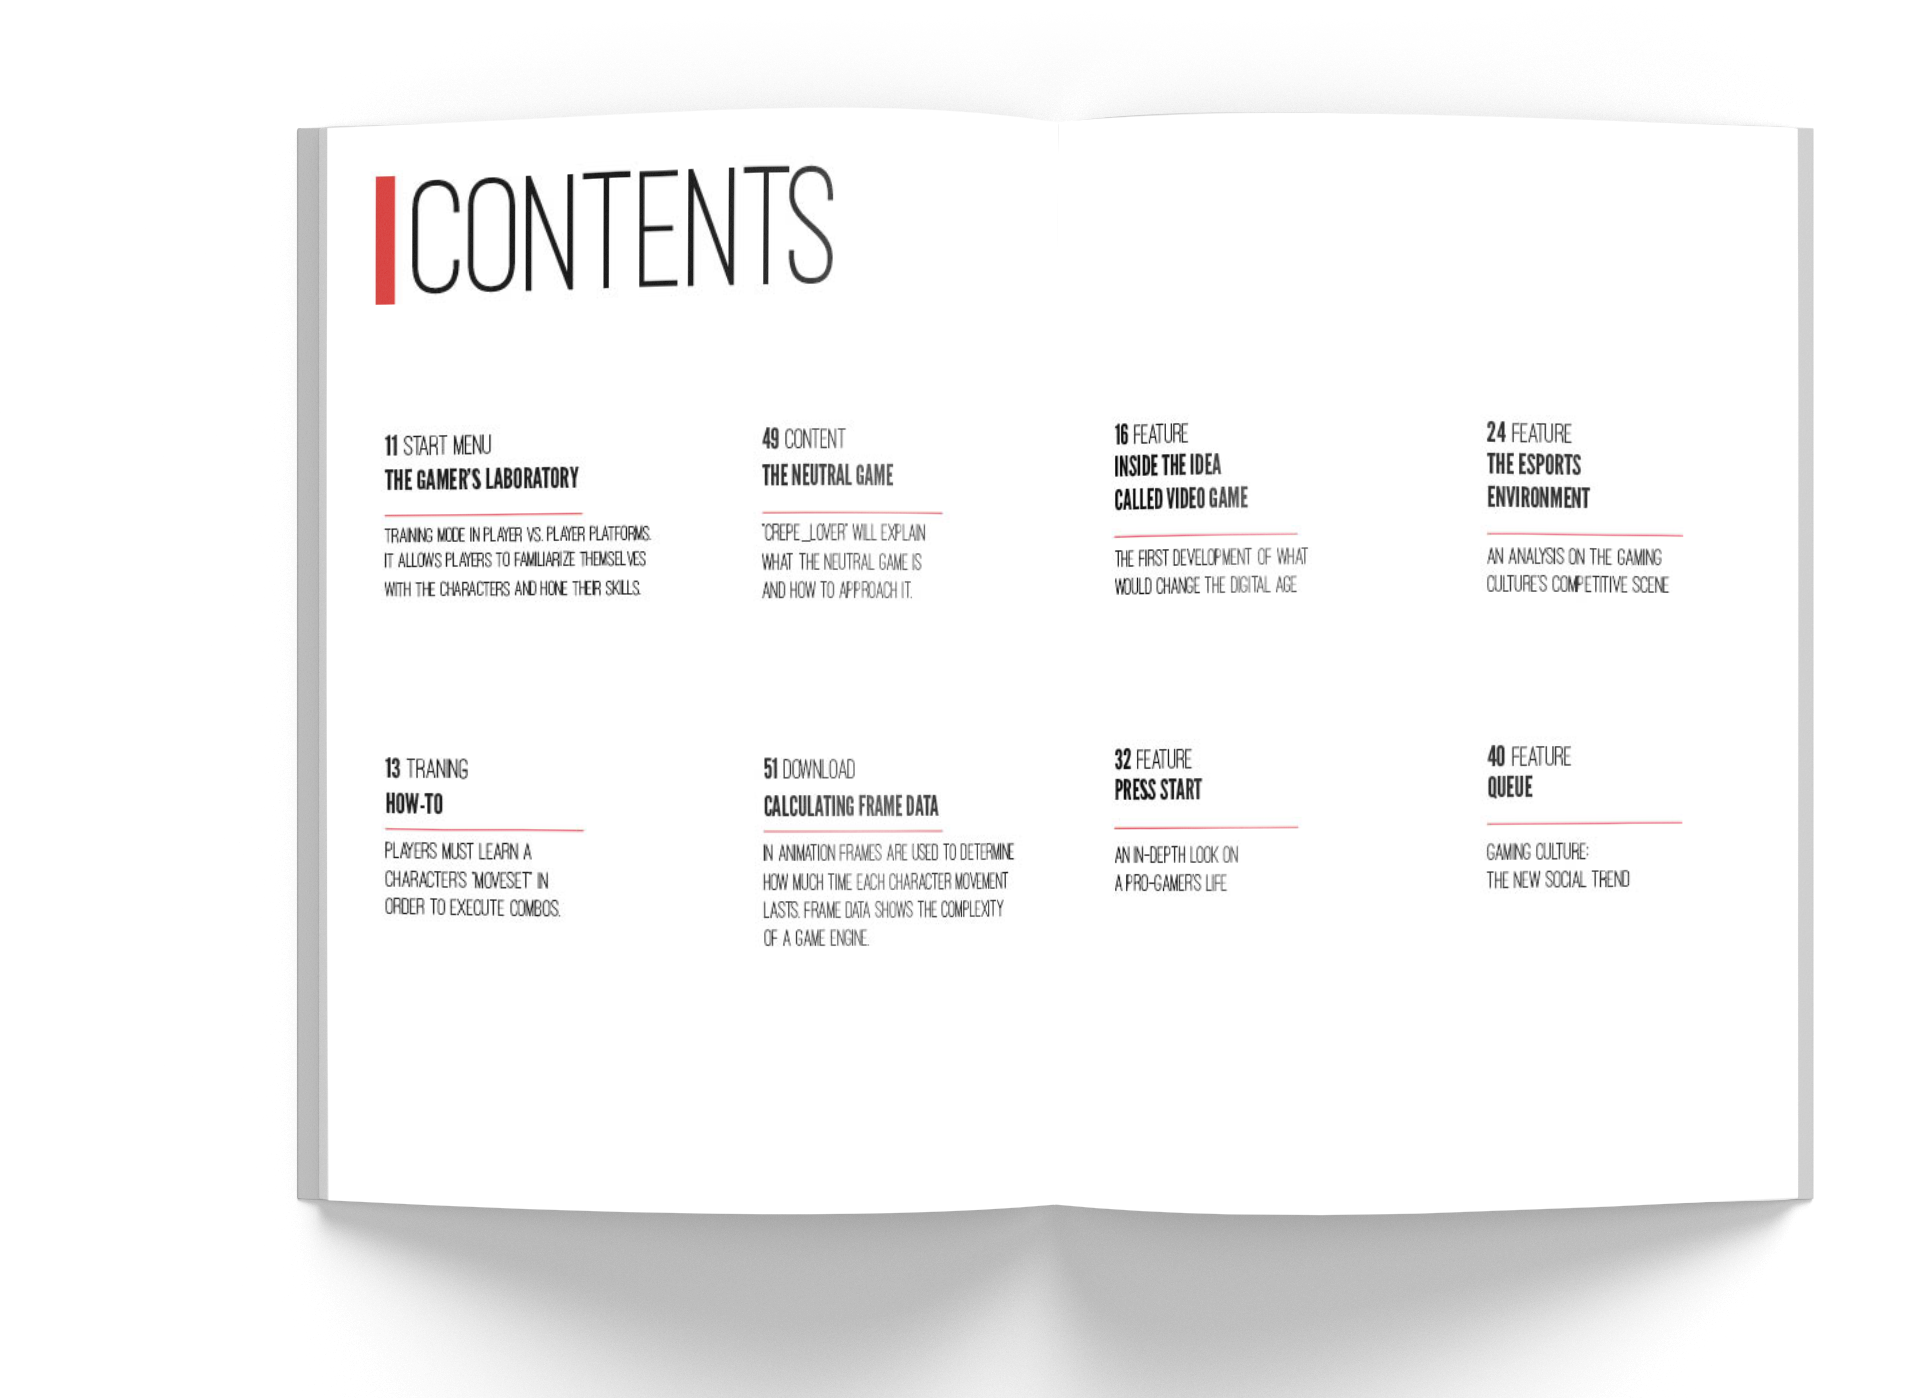 CONTENTS
11 START MENU
THE GAMER'S LABORATORY
TRAINING MODE IN PLAYER VS. PLAYER PLATFORMS.
IT ALLOWS PLAYERS TO FAMILIARIZE THEMSELVES
WITH THE CHARACTERS AND HONE THEIR SKILLS.
13 TRANING
HOW-TO
PLAYERS MUST LEARN A
CHARACTER'S "MOVESET" IN
ORDER TO EXECUTE COMBOS.
49 CONTENT
THE NEUTRAL GAME
"CREPE_LOVER" WILL EXPLAIN
WHAT THE NEUTRAL GAME IS
AND HOW TO APPROACH IT.
51 DOWNLOAD
CALCULATING FRAME DATA
IN ANIMATION FRAMES ARE USED TO DETERMINE
HOW MUCH TIME EACH CHARACTER MOVEMENT
LASTS. FRAME DATA SHOWS THE COMPLEXITY
OF A GAME ENGINE.
16 FEATURE
INSIDE THE IDEA
CALLED VIDEO GAME
THE FIRST DEVELOPMENT OF WHAT
WOULD CHANGE THE DIGITAL AGE
32 FEATURE
PRESS START
AN IN-DEPTH LOOK ON
A PRO-GAMER'S LIFE
24 FEATURE
THE ESPORTS
ENVIRONMENT
AN ANALYSIS ON THE GAMING
CULTURE'S COMPETITIVE SCENE
40 FEATURE
QUEUE
GAMING CULTURE:
THE NEW SOCIAL TREND